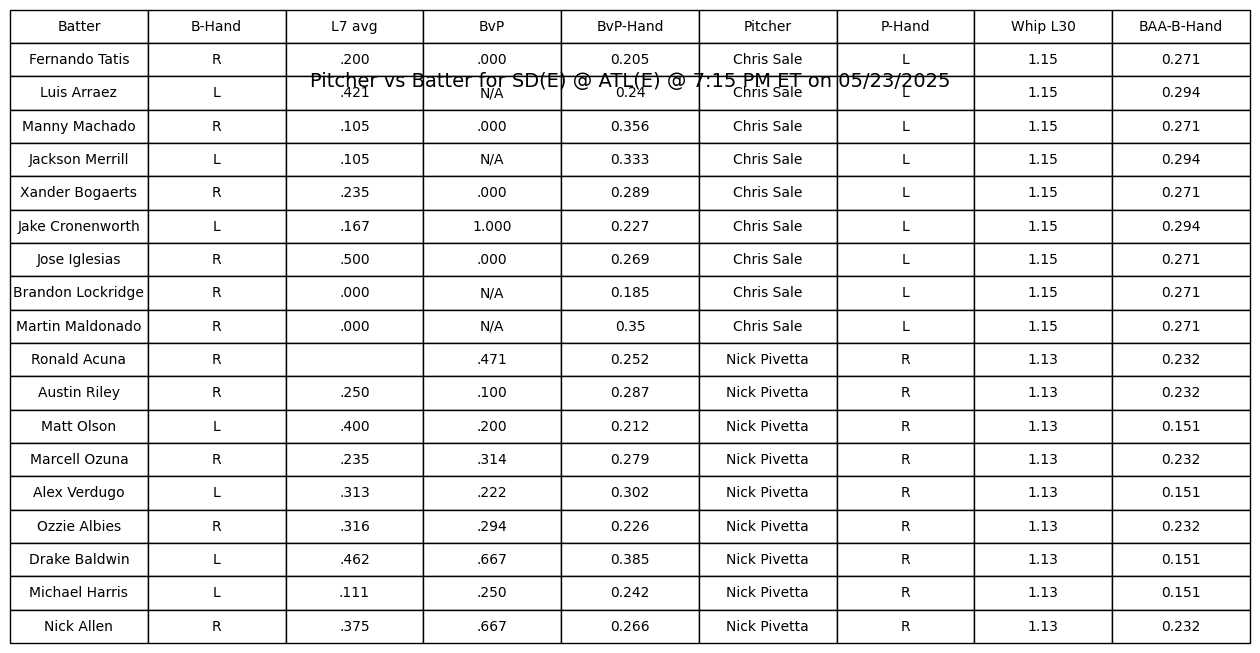 Batter B-Hand L7 avg BvP BvP-Hand Pitcher P-Hand Whip L30 BAA-B-Hand
Fernando Tatis R .200 .000 0.205 Chris Sale L 1.15 0.271
Pitcher vs Batter for SD(E) @ ATL(E) @ 7:15 PM ET on 05/23/2025
Luis Arraez L .421 N/A 0.24 Chris Sale L 1.15 0.294
Manny Machado R .105 .000 0.356 Chris Sale L 1.15 0.271
Jackson Merrill L .105 N/A 0.333 Chris Sale L 1.15 0.294
Xander Bogaerts R .235 .000 0.289 Chris Sale L 1.15 0.271
Jake Cronenworth L .167 1.000 0.227 Chris Sale L 1.15 0.294
Jose Iglesias R .500 .000 0.269 Chris Sale L 1.15 0.271
Brandon Lockridge R .000 N/A 0.185 Chris Sale L 1.15 0.271
Martin Maldonado R .000 N/A 0.35 Chris Sale L 1.15 0.271
Ronald Acuna R .471 0.252 Nick Pivetta R 1.13 0.232
Austin Riley R .250 .100 0.287 Nick Pivetta R 1.13 0.232
Matt Olson L .400 .200 0.212 Nick Pivetta R 1.13 0.151
Marcell Ozuna R .235 .314 0.279 Nick Pivetta R 1.13 0.232
Alex Verdugo L .313 .222 0.302 Nick Pivetta R 1.13 0.151
Ozzie Albies R .316 .294 0.226 Nick Pivetta R 1.13 0.232
Drake Baldwin L .462 .667 0.385 Nick Pivetta R 1.13 0.151
Michael Harris L .111 .250 0.242 Nick Pivetta R 1.13 0.151
Nick Allen R .375 .667 0.266 Nick Pivetta R 1.13 0.232